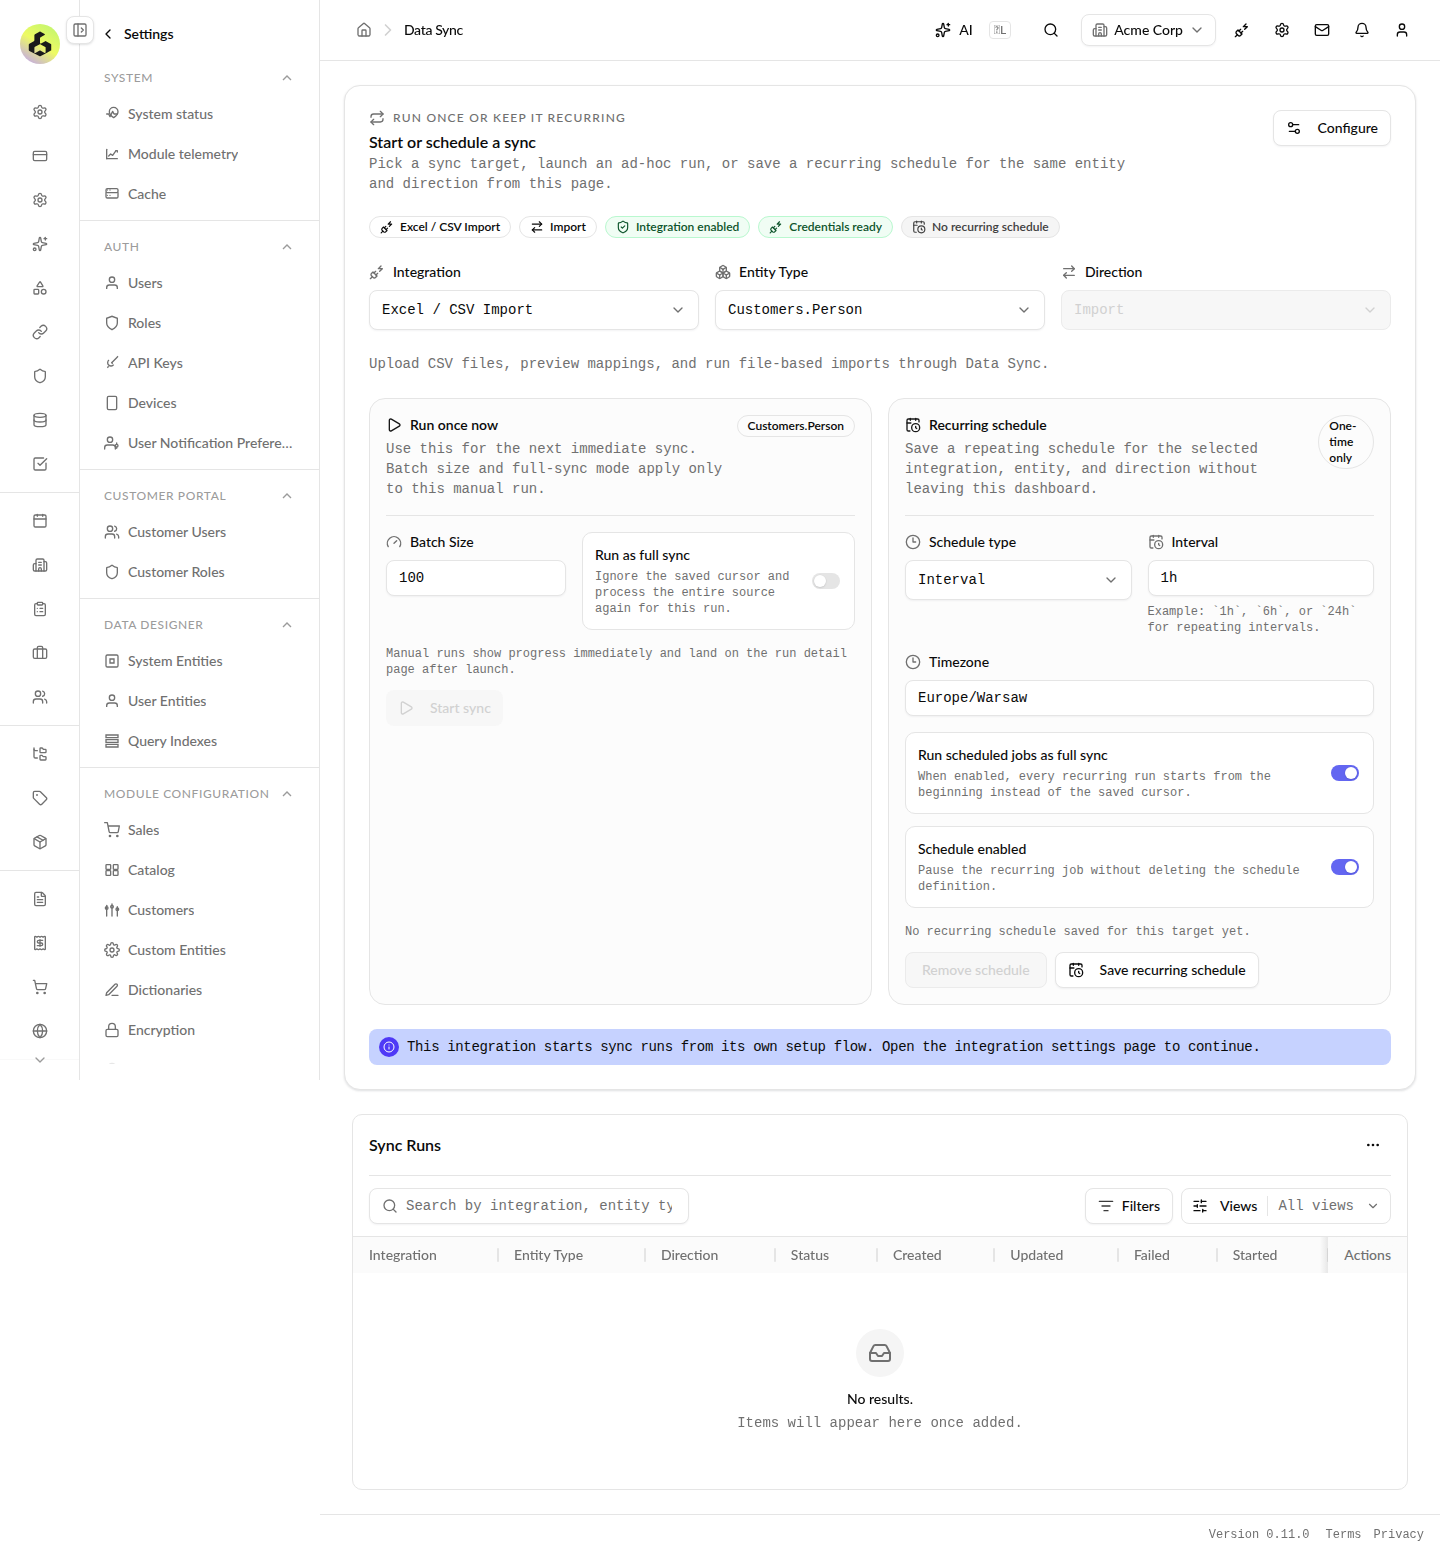 Settings
Data Sync
AI
L
Acme Corp
SYSTEM
System status
Module telemetry
Cache
AUTH
Users
Roles
API Keys
Devices
User Notification Prefere...
CUSTOMER PORTAL
Customer Users
Customer Roles
DATA DESIGNER
System Entities
User Entities
Query Indexes
MODULE CONFIGURATION
Sales
Catalog
Customers
Custom Entities
Dictionaries
Encryption
RUN ONCE OR KEEP IT RECURRING
Start or schedule a sync
Pick a sync target, launch an ad-hoc run, or save a recurring schedule for the same entity
and direction from this page.
Configure
Excel / CSV Import
Import
Integration enabled
Credentials ready
No recurring schedule
Integration
Entity Type
Direction
Excel / CSV Import
Customers.Person
Import
Upload CSV files, preview mappings, and run file-based imports through Data Sync.
Run once now
Customers.Person
Use this for the next immediate sync.
Batch size and full-sync mode apply only
to this manual run.
Batch Size
100
Run as full sync
Ignore the saved cursor and
process the entire source
again for this run.
Manual runs show progress immediately and land on the run detail
page after launch.
Start sync
Recurring schedule
One-
time
only
Save a repeating schedule for the selected
integration, entity, and direction without
leaving this dashboard.
Schedule type
Interval
Interval
1h
Example: `1h`, `6h`, or `24h`
for repeating intervals.
Timezone
Europe/Warsaw
Run scheduled jobs as full sync
When enabled, every recurring run starts from the
beginning instead of the saved cursor.
Schedule enabled
Pause the recurring job without deleting the schedule
definition.
No recurring schedule saved for this target yet.
Remove schedule
Save recurring schedule
This integration starts sync runs from its own setup flow. Open the integration settings page to continue.
Sync Runs
Search by integration, entity ty
Filters
Views
All views
Integration
Entity Type
Direction
Status
Created
Updated
Failed
Started
Actions
No results.
Items will appear here once added.
Version 0.11.0
Terms
Privacy